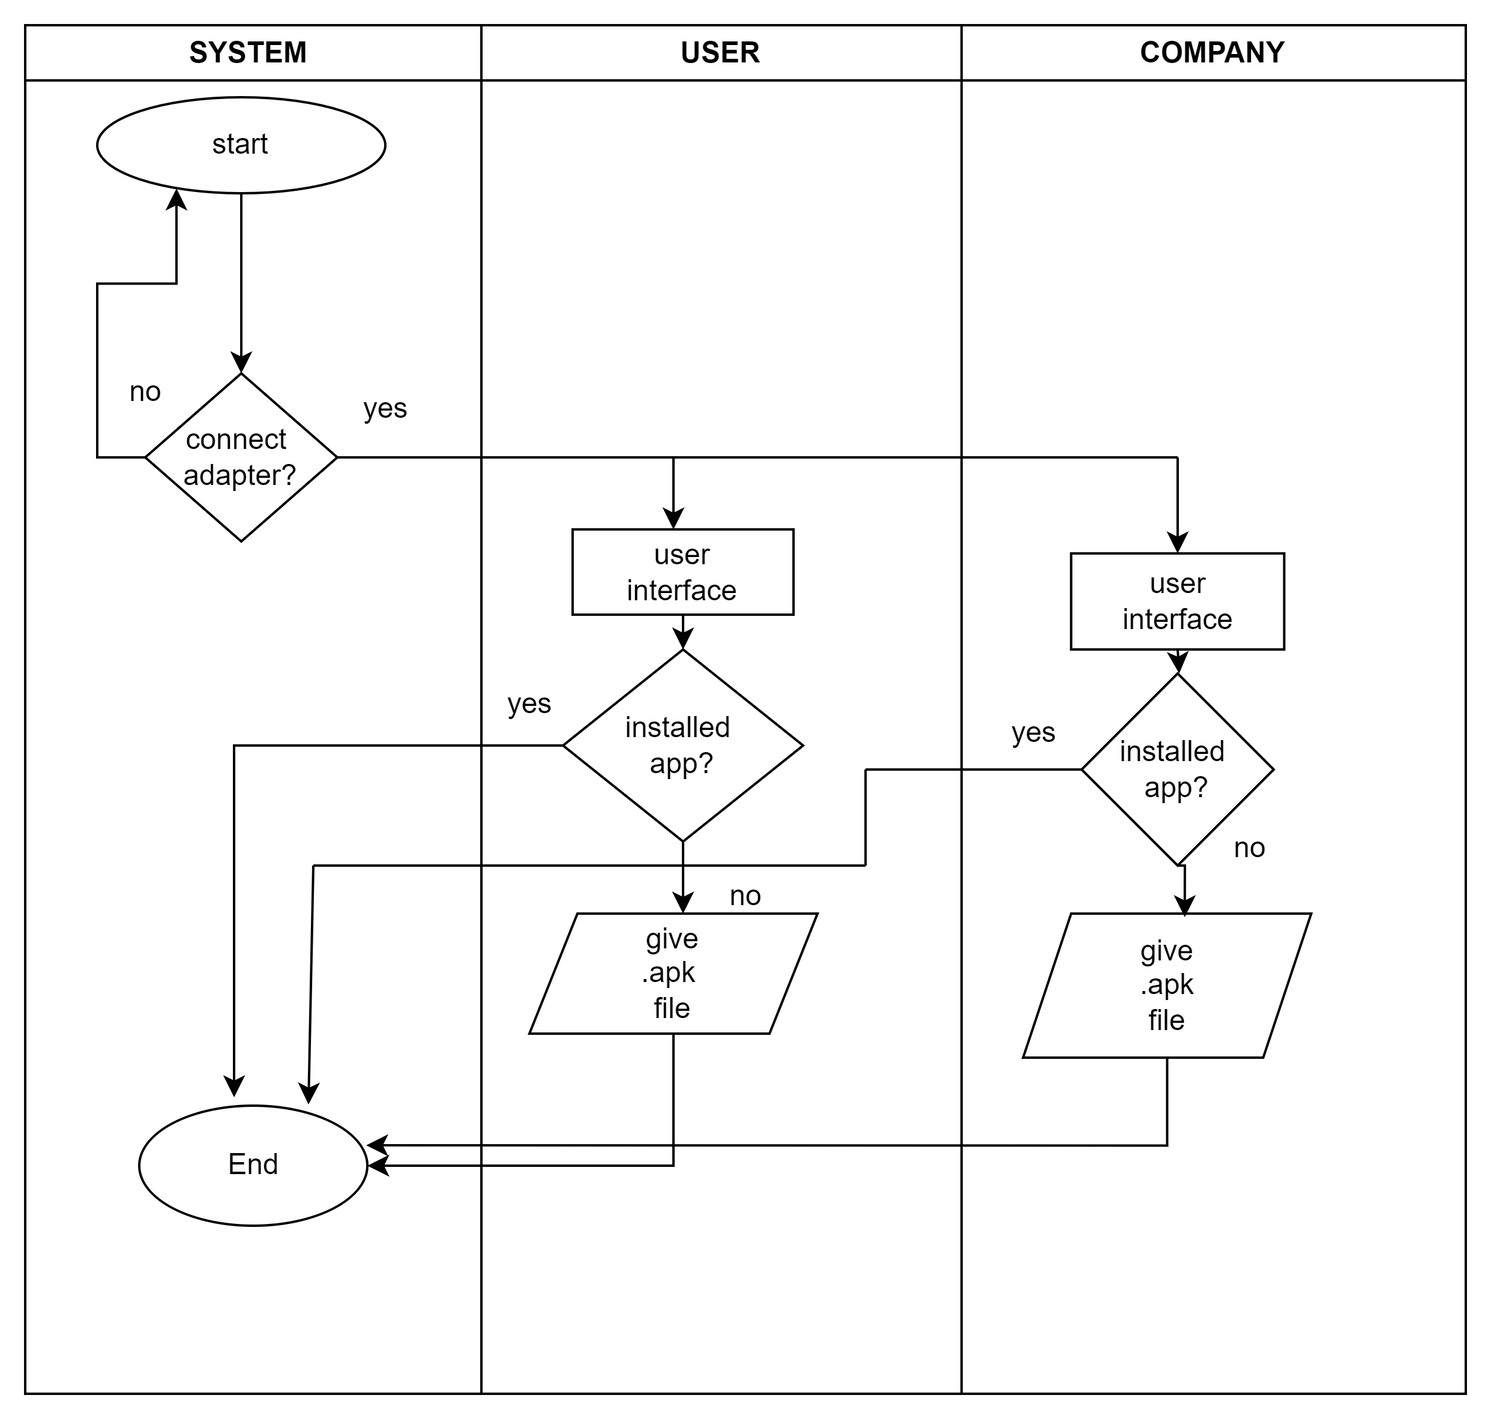 SYSTEM
USER
COMPANY
start
no
yes
connect
adapter?
user
interface
user
interface
yes
installed
app?
yes
installed
app?
no
no
give
.apk
file
give
.apk
file
End